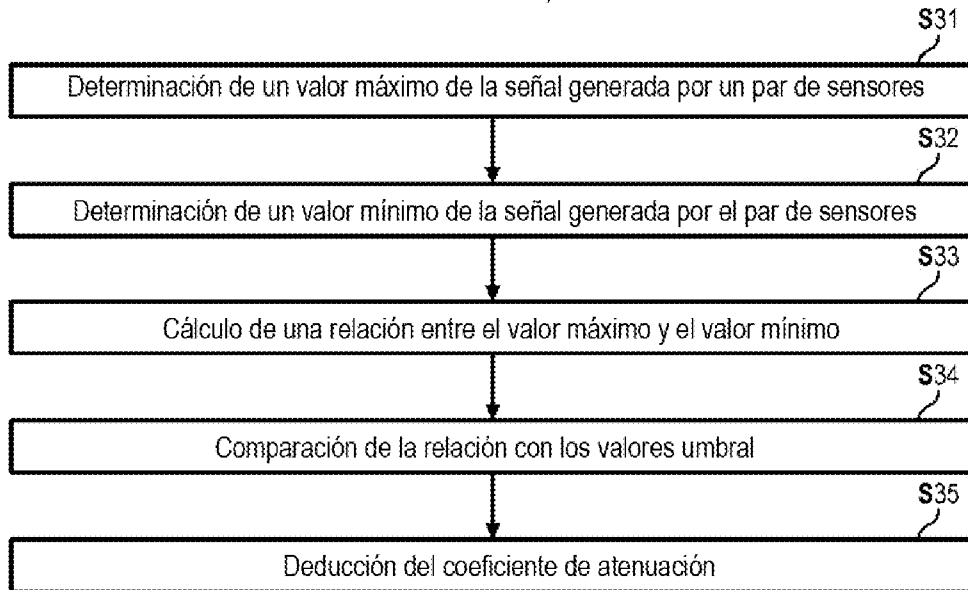 S31
Determinación de un valor máximo de la señal generada por un par de sensores
S32
Determinación de un valor mínimo de la señal generada por el par de sensores
S33
Cálculo de una relación entre el valor máximo y el valor mínimo
S34
Comparación de la relación con los valores umbral
S35
Deducción del coeficiente de atenuación